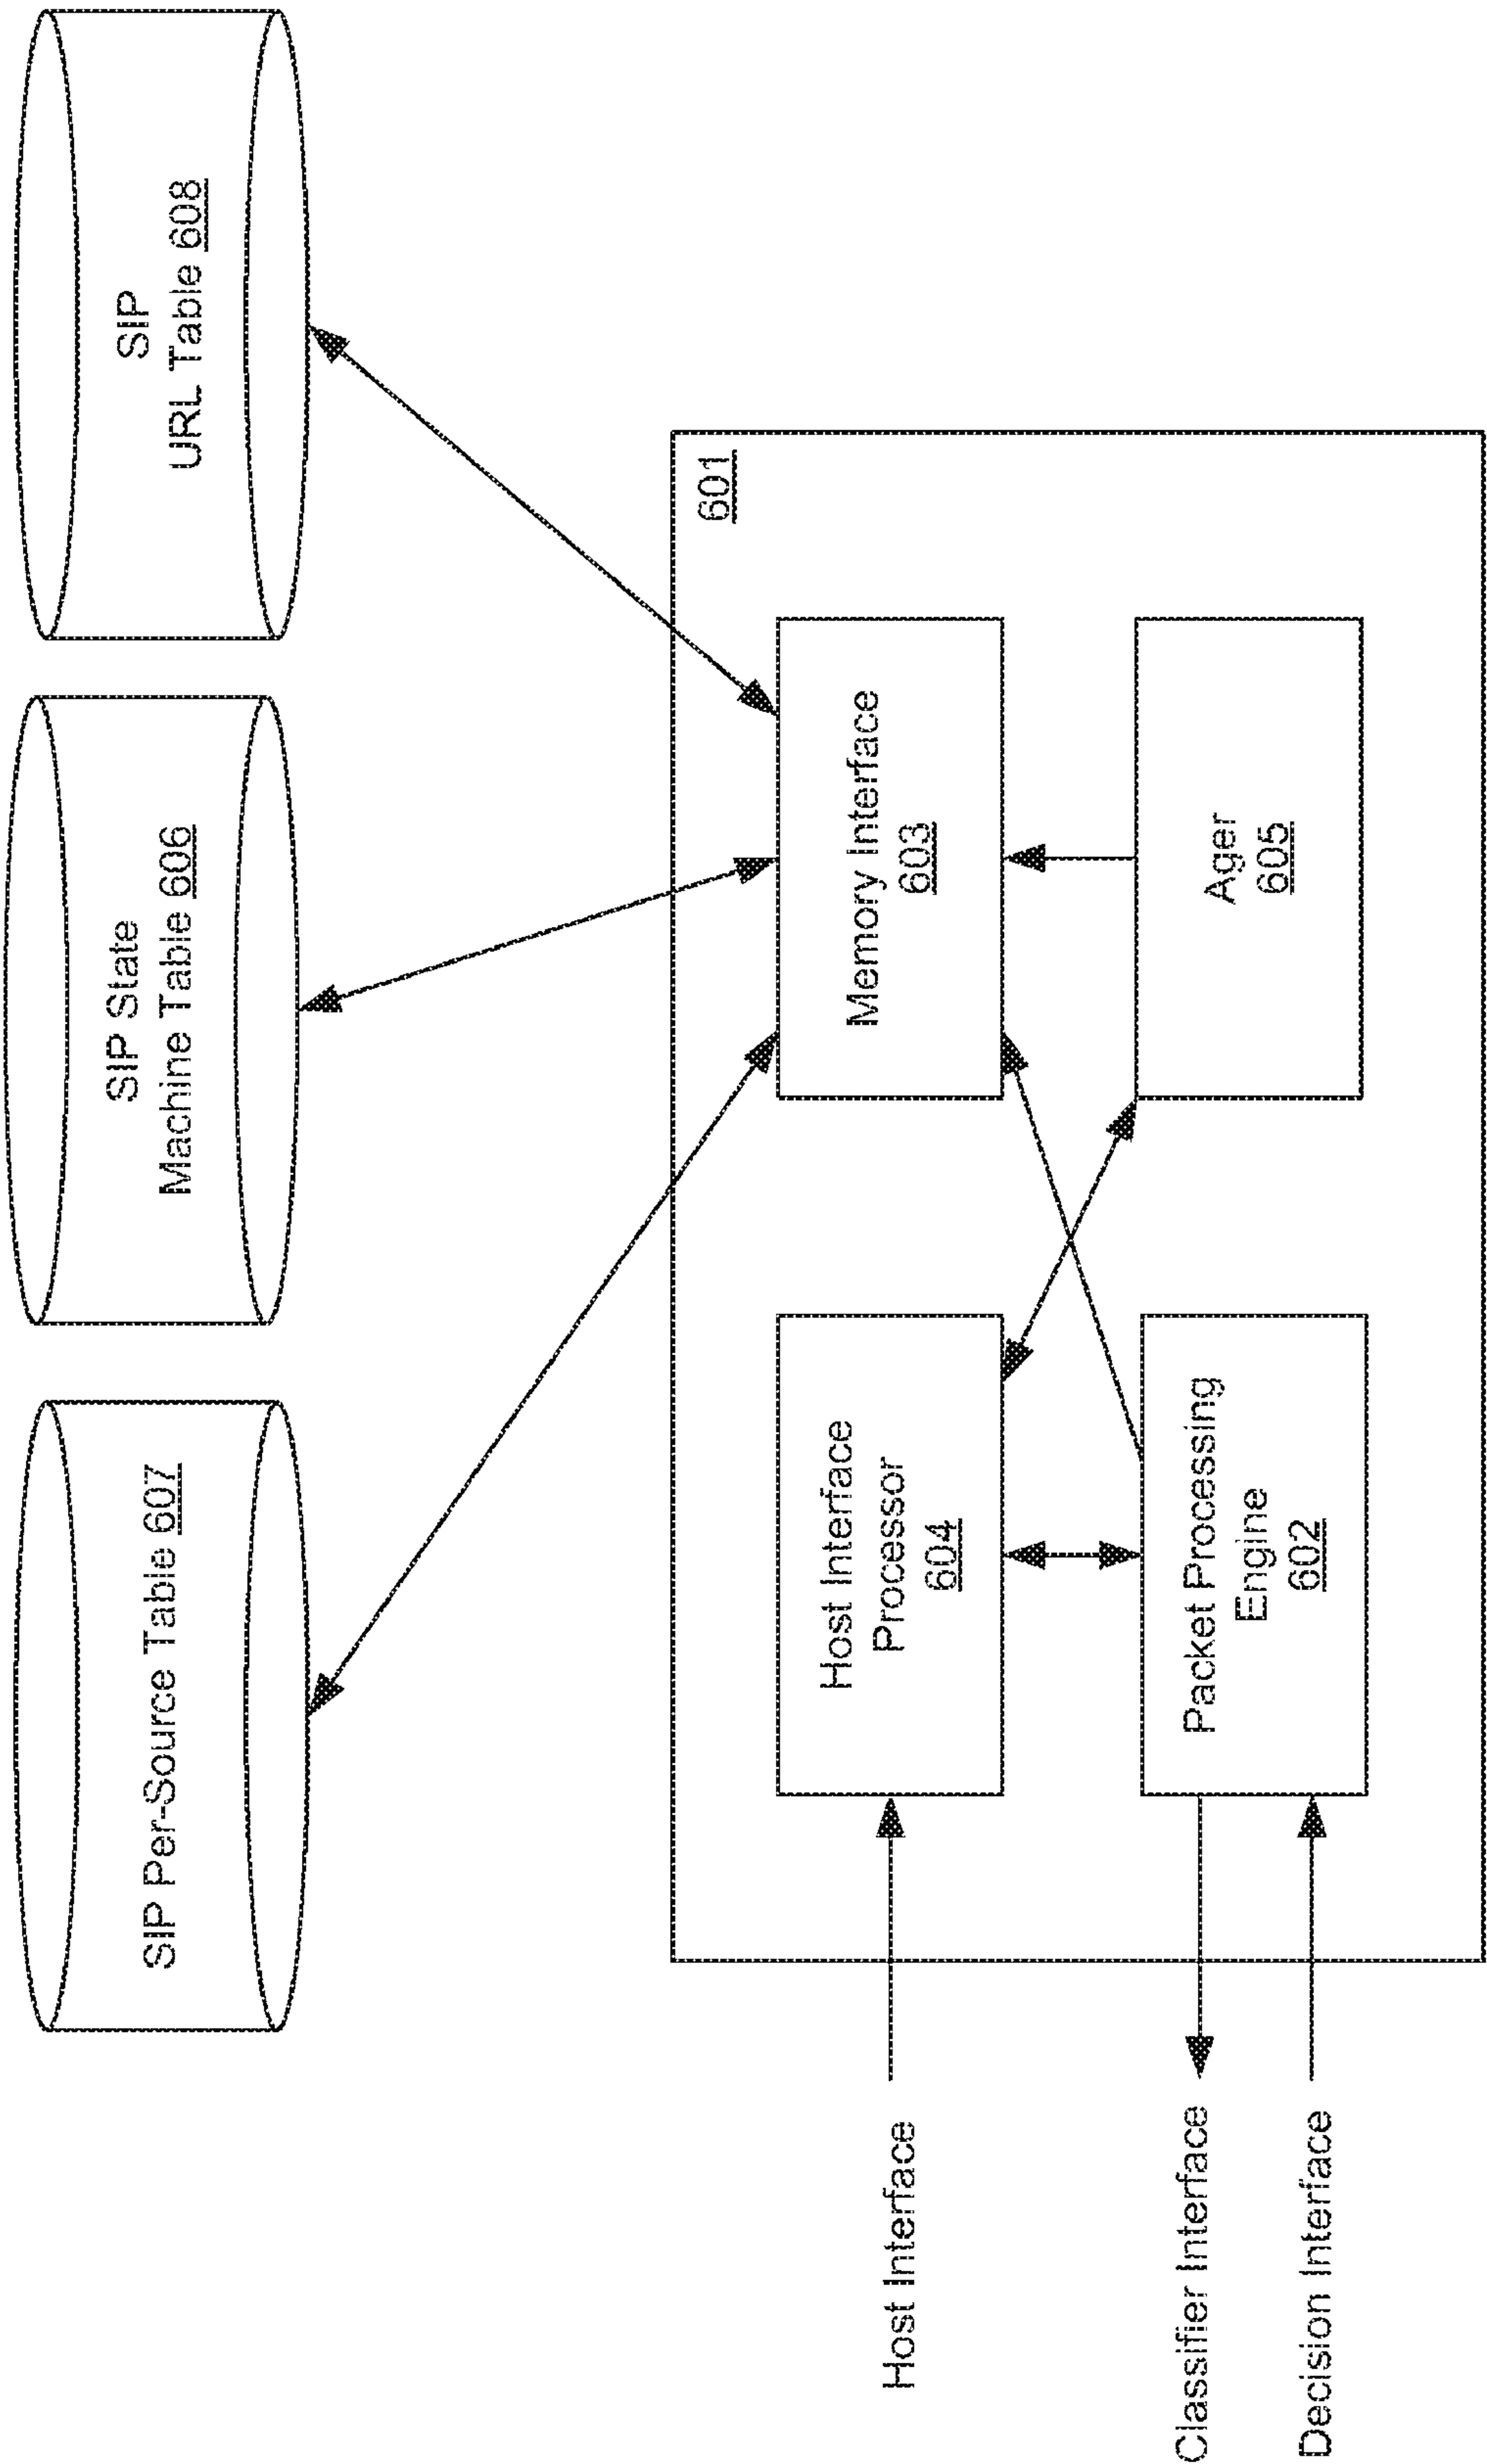 SIP Per-Source Table 607
SIP State
Machine Table 606
SIP
URL Table 608
601
Host Interface
Processor
604
Memory Interface
603
Packet Processing
Engine
602
Ager
605
Host Interface
Classifier Interface
Decision Interface